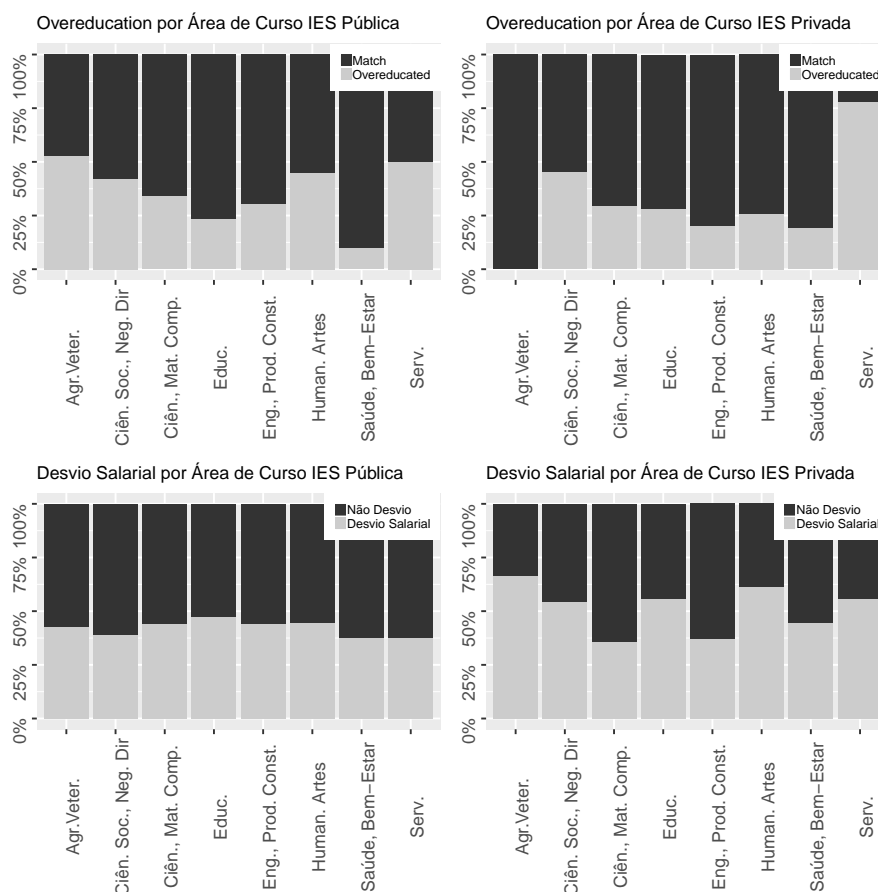 Overeducation por Área de Curso IES Pública
Match
Overeducated
100%
75%
50%
25%
0%
Agr.Veter.
Ciên. Soc., Neg. Dir
Ciên., Mat. Comp.
Educ.
Eng., Prod. Const.
Human. Artes
Saúde, Bem−Estar
Serv.
Overeducation por Área de Curso IES Privada
Match
Overeducated
100%
75%
50%
25%
0%
Agr.Veter.
Ciên. Soc., Neg. Dir
Ciên., Mat. Comp.
Educ.
Eng., Prod. Const.
Human. Artes
Saúde, Bem−Estar
Serv.
Desvio Salarial por Área de Curso IES Pública
Não Desvio
Desvio Salarial
100%
75%
50%
25%
0%
Agr.Veter.
Ciên. Soc., Neg. Dir
Ciên., Mat. Comp.
Educ.
Eng., Prod. Const.
Human. Artes
Saúde, Bem−Estar
Serv.
Desvio Salarial por Área de Curso IES Privada
Não Desvio
Desvio Salarial
100%
75%
50%
25%
0%
Agr.Veter.
Ciên. Soc., Neg. Dir
Ciên., Mat. Comp.
Educ.
Eng., Prod. Const.
Human. Artes
Saúde, Bem−Estar
Serv.